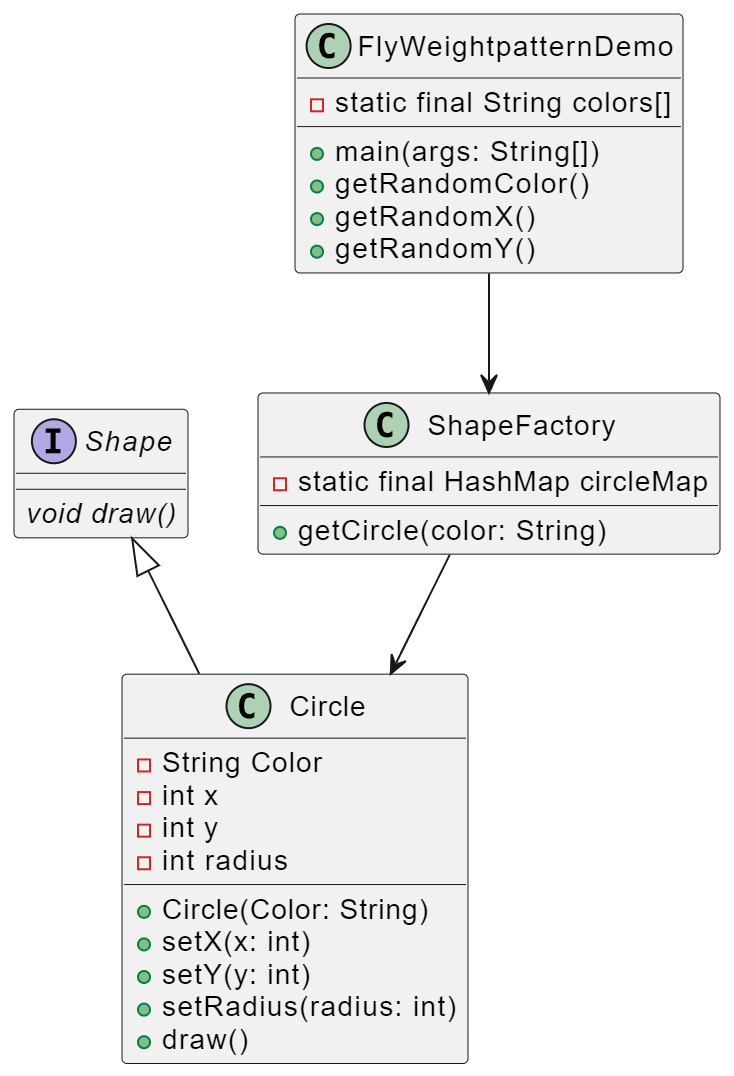 C FlyWeightpatternDemo
static final String colors[]
main(args: String[])
getRandomColor()
getRandomX()
getRandomY()
I Shape
void draw()
C ShapeFactory
static final HashMap circleMap
getCircle(color: String)
C Circle
String Color
int x
int y
int radius
Circle(Color: String)
setX(x: int)
setY(y: int)
setRadius(radius: int)
draw()